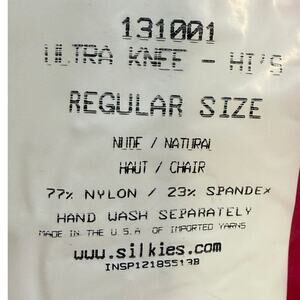 131001
ULTRA KNEE - HI'S
REGULAR SIZE
NUDE / NATURAL
HAUT / CHAIR
77% NYLON / 23% SPANDEX
HAND WASH SEPARATELY
MADE IN THE U.S.A OF IMPORTED YARNS
www.silkies.com
INSP12185513B